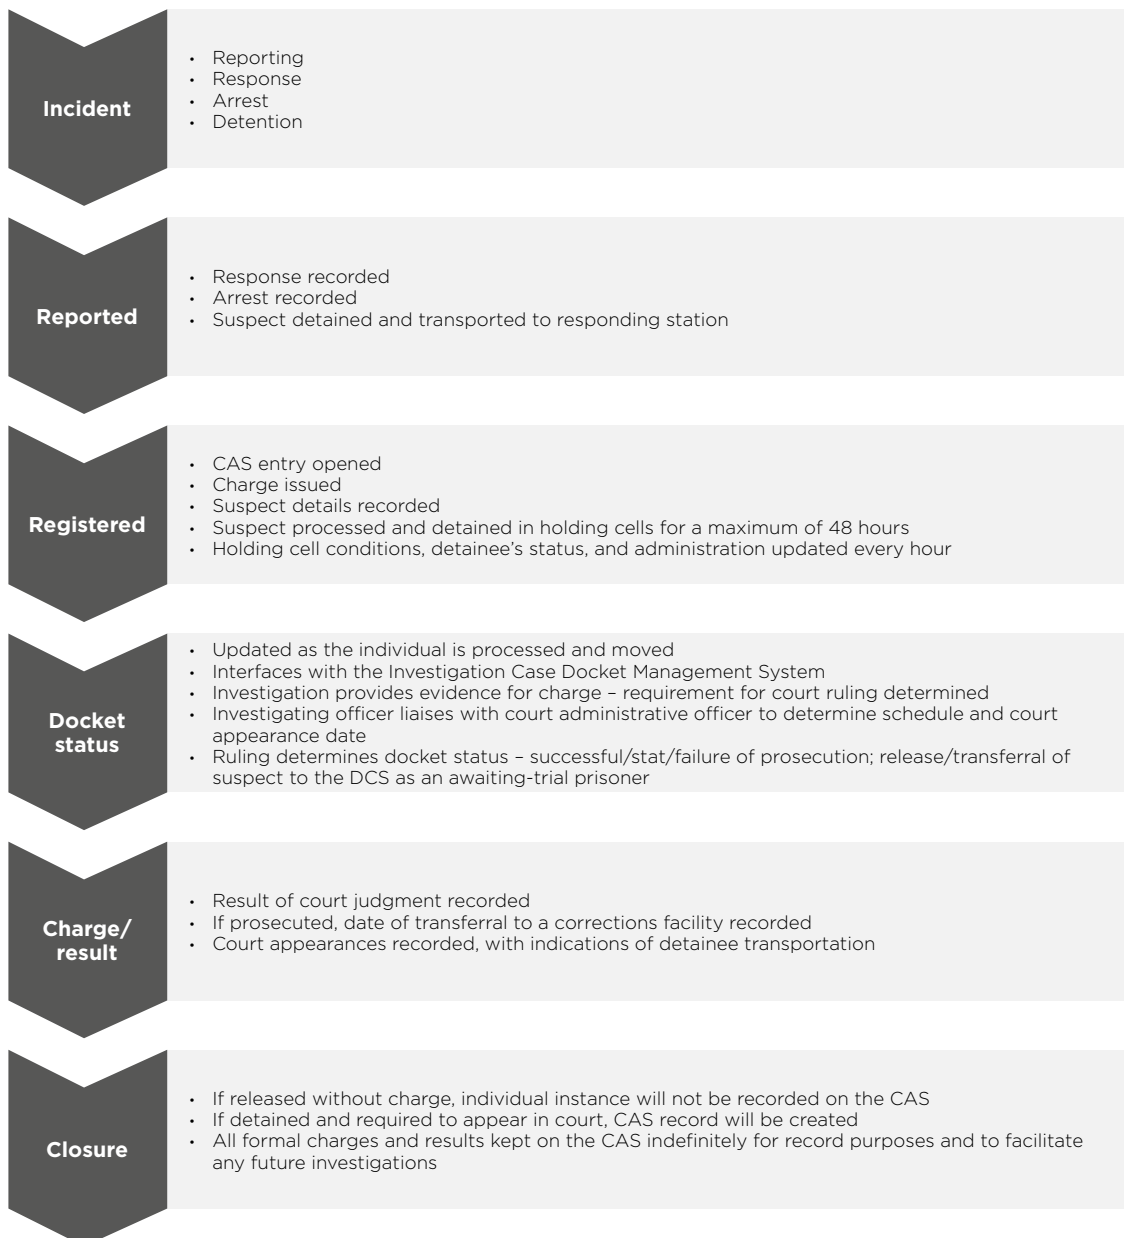 Incident
• Reporting
• Response
• Arrest
• Detention
Reported
• Response recorded
• Arrest recorded
• Suspect detained and transported to responding station
Registered
• CAS entry opened
• Charge issued
• Suspect details recorded
• Suspect processed and detained in holding cells for a maximum of 48 hours
• Holding cell conditions, detainee's status, and administration updated every hour
Docket
status
• Updated as the individual is processed and moved
• Interfaces with the Investigation Case Docket Management System
• Investigation provides evidence for charge – requirement for court ruling determined
• Investigating officer liaises with court administrative officer to determine schedule and court
appearance date
• Ruling determines docket status – successful/stat/failure of prosecution; release/transferral of
suspect to the DCS as an awaiting-trial prisoner
Charge/
result
• Result of court judgment recorded
• If prosecuted, date of transferral to a corrections facility recorded
• Court appearances recorded, with indications of detainee transportation
Closure
• If released without charge, individual instance will not be recorded on the CAS
• If detained and required to appear in court, CAS record will be created
• All formal charges and results kept on the CAS indefinitely for record purposes and to facilitate
any future investigations